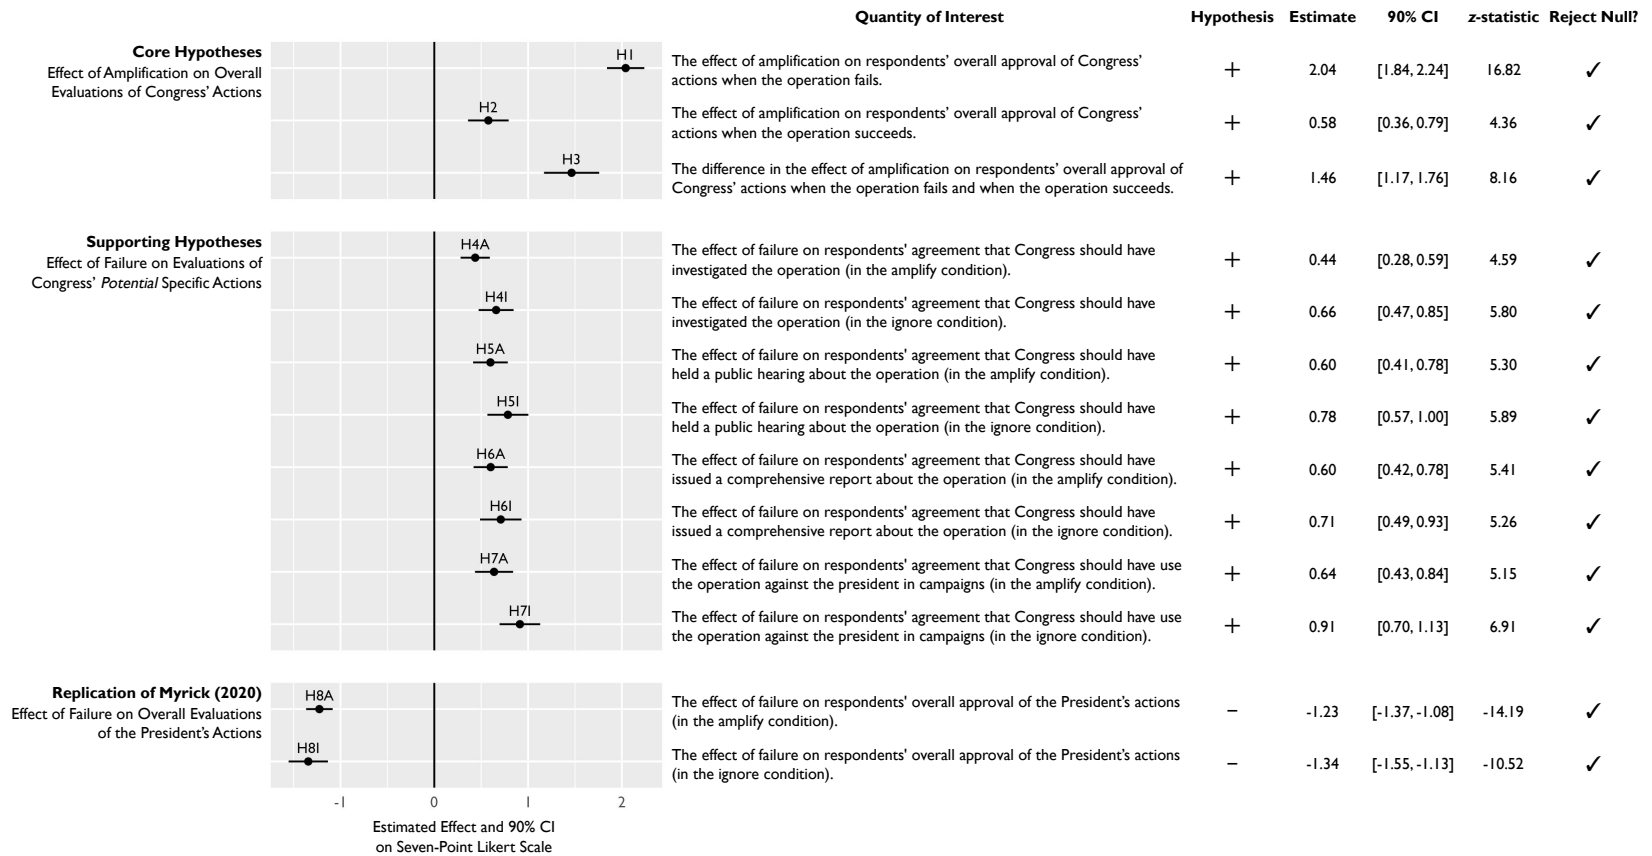 Quantity of Interest Hypothesis Estimate 90% CI z-statistic Reject Null?
Core Hypotheses
Effect of Amplification on Overall
Evaluations of Congress' Actions
H1
The effect of amplification on respondents' overall approval of Congress'
actions when the operation fails.
+ 2.04 [1.84, 2.24] 16.82 ✓
H2
The effect of amplification on respondents' overall approval of Congress'
actions when the operation succeeds.
+ 0.58 [0.36, 0.79] 4.36 ✓
H3
The difference in the effect of amplification on respondents' overall approval of
Congress' actions when the operation fails and when the operation succeeds.
+ 1.46 [1.17, 1.76] 8.16 ✓
Supporting Hypotheses
Effect of Failure on Evaluations of
Congress' Potential Specific Actions
H4A
The effect of failure on respondents' agreement that Congress should have
investigated the operation (in the amplify condition).
+ 0.44 [0.28, 0.59] 4.59 ✓
H4I
The effect of failure on respondents' agreement that Congress should have
investigated the operation (in the ignore condition).
+ 0.66 [0.47, 0.85] 5.80 ✓
H5A
The effect of failure on respondents' agreement that Congress should have
held a public hearing about the operation (in the amplify condition).
+ 0.60 [0.41, 0.78] 5.30 ✓
H5I
The effect of failure on respondents' agreement that Congress should have
held a public hearing about the operation (in the ignore condition).
+ 0.78 [0.57, 1.00] 5.89 ✓
H6A
The effect of failure on respondents' agreement that Congress should have
issued a comprehensive report about the operation (in the amplify condition).
+ 0.60 [0.42, 0.78] 5.41 ✓
H6I
The effect of failure on respondents' agreement that Congress should have
issued a comprehensive report about the operation (in the ignore condition).
+ 0.71 [0.49, 0.93] 5.26 ✓
H7A
The effect of failure on respondents' agreement that Congress should have use
the operation against the president in campaigns (in the amplify condition).
+ 0.64 [0.43, 0.84] 5.15 ✓
H7I
The effect of failure on respondents' agreement that Congress should have use
the operation against the president in campaigns (in the ignore condition).
+ 0.91 [0.70, 1.13] 6.91 ✓
Replication of Myrick (2020)
Effect of Failure on Overall Evaluations
of the President's Actions
H8A
The effect of failure on respondents' overall approval of the President's actions
(in the amplify condition).
− -1.23 [-1.37, -1.08] -14.19 ✓
H8I
The effect of failure on respondents' overall approval of the President's actions
(in the ignore condition).
− -1.34 [-1.55, -1.13] -10.52 ✓
-1 0 1 2
Estimated Effect and 90% CI
on Seven-Point Likert Scale